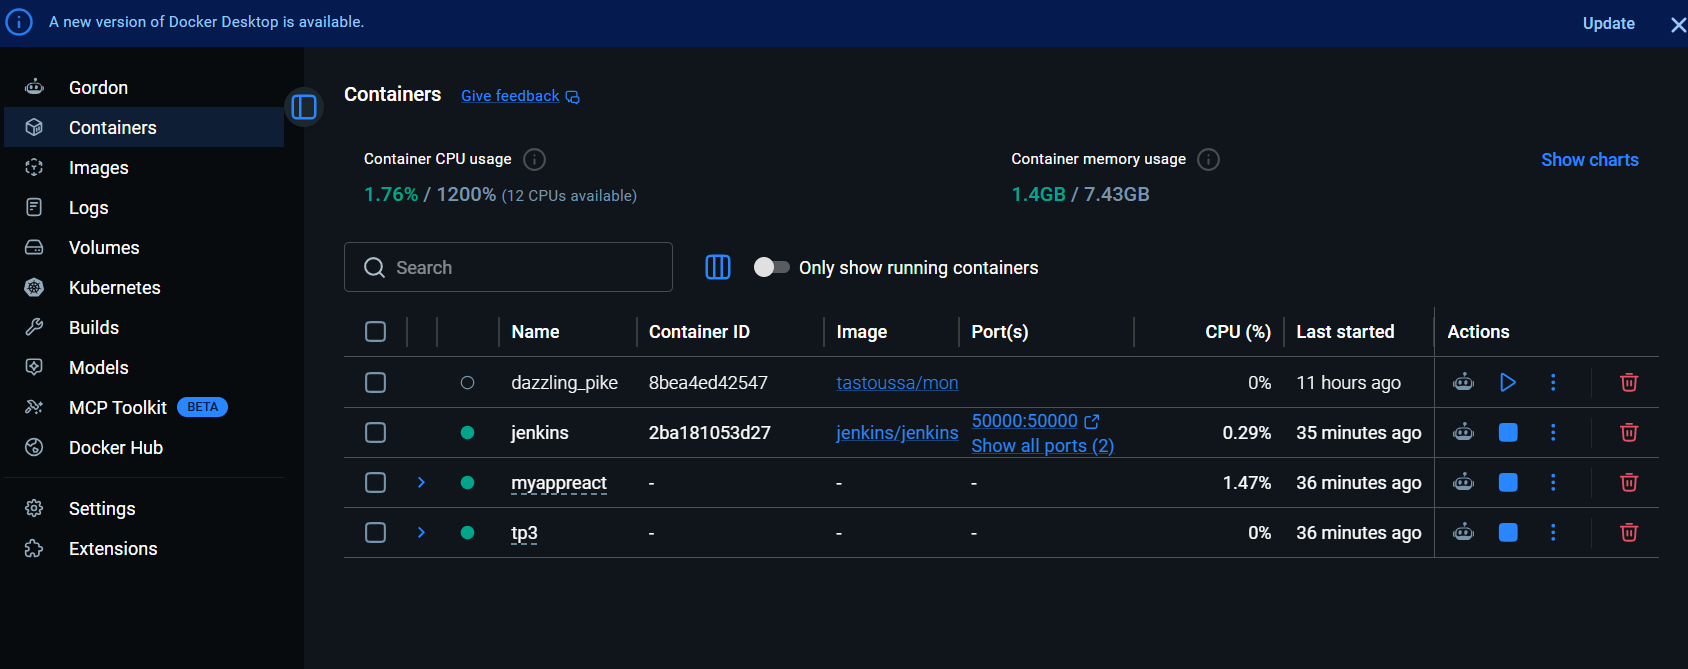 A new version of Docker Desktop is available.
Update
Gordon
Containers
Images
Logs
Volumes
Kubernetes
Builds
Models
MCP Toolkit BETA
Docker Hub
Settings
Extensions
Containers Give feedback
Container CPU usage
1.76% / 1200% (12 CPUs available)
Container memory usage
1.4GB / 7.43GB
Show charts
Search
Only show running containers
Name Container ID Image Port(s) CPU (%) Last started Actions
dazzling_pike 8bea4ed42547 tastoussa/mon 0% 11 hours ago
jenkins 2ba181053d27 jenkins/jenkins 50000:50000 0.29% 35 minutes ago
Show all ports (2)
myappreact - - - 1.47% 36 minutes ago
tp3 - - - 0% 36 minutes ago